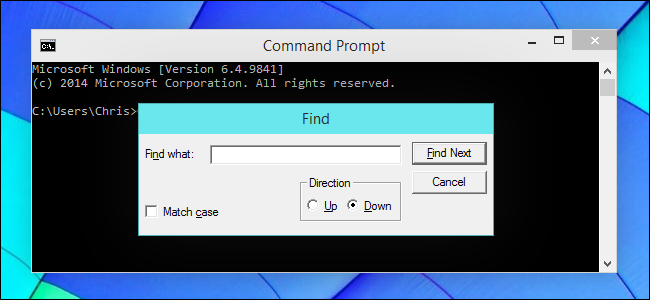 C:\.
Command Prompt
Microsoft Windows [Version 6.4.9841]
(c) 2014 Microsoft Corporation. All rights reserved.
C:\Users\Chris>
Find
Find what:
Find Next
Cancel
Direction
Up
Down
Match case